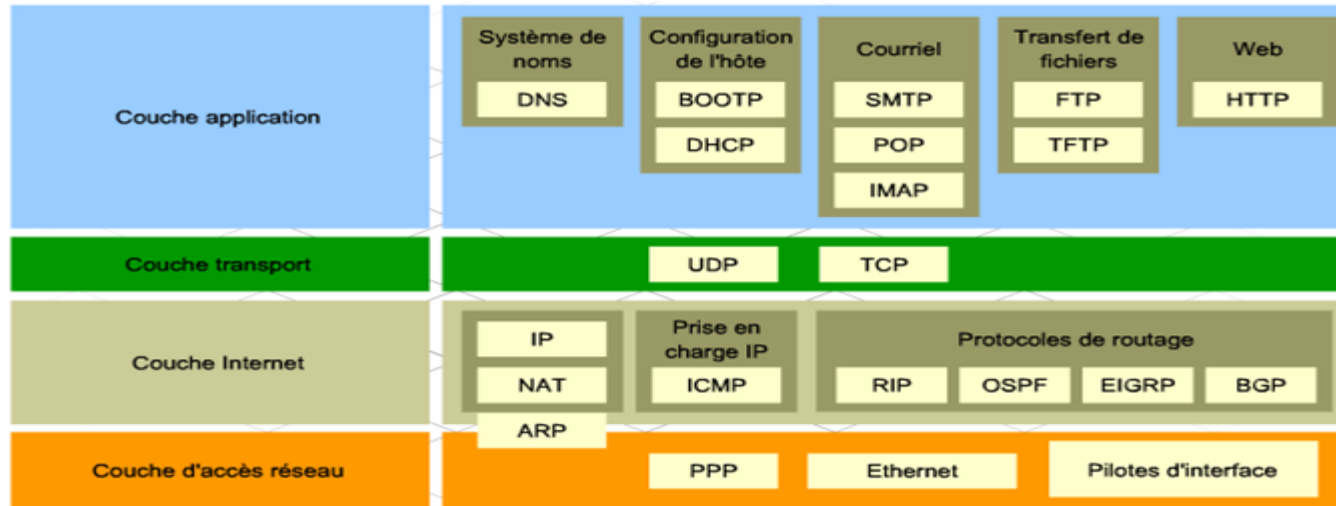 Couche application
Système de
noms
DNS
Configuration
de l'hôte
BOOTP
DHCP
Courriel
SMTP
POP
IMAP
Transfert de
fichiers
FTP
TFTP
Web
HTTP
Couche transport
UDP
TCP
Couche Internet
IP
NAT
ARP
Prise en
charge IP
ICMP
Protocoles de routage
RIP
OSPF
EIGRP
BGP
Couche d'accès réseau
PPP
Ethernet
Pilotes d'interface